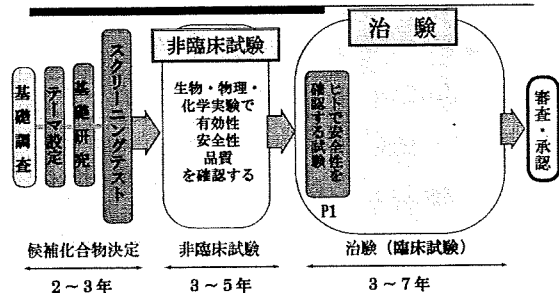 基礎調査
テーマ設定
基礎研究
スクリーニングテスト
非臨床試験
生物・物理・
化学実験で
有効性
安全性
品質
を確認する
治 験
ヒトで安全性を
確認する試験
P1
審査・承認
候補化合物決定
非臨床試験
治験（臨床試験）
2～3年
3～5年
3～7年